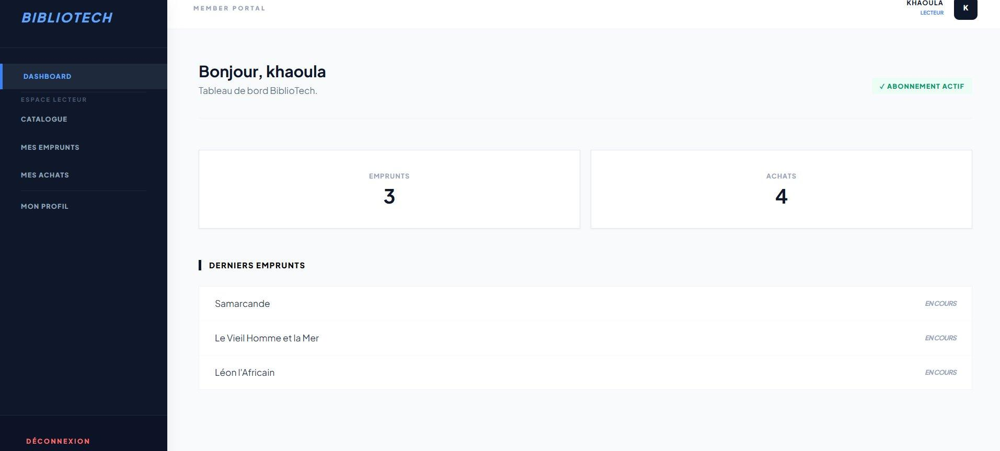 BIBLIOTECH
DASHBOARD
ESPACE LECTEUR
CATALOGUE
MES EMPRUNTS
MES ACHATS
MON PROFIL
DÉCONNEXION
MEMBER PORTAL
KHAOULA
LECTEUR
K
Bonjour, khaoula
Tableau de bord BiblioTech.
✓ ABONNEMENT ACTIF
EMPRUNTS
3
ACHATS
4
DERNIERS EMPRUNTS
Samarcande EN COURS
Le Vieil Homme et la Mer EN COURS
Léon l'Africain EN COURS